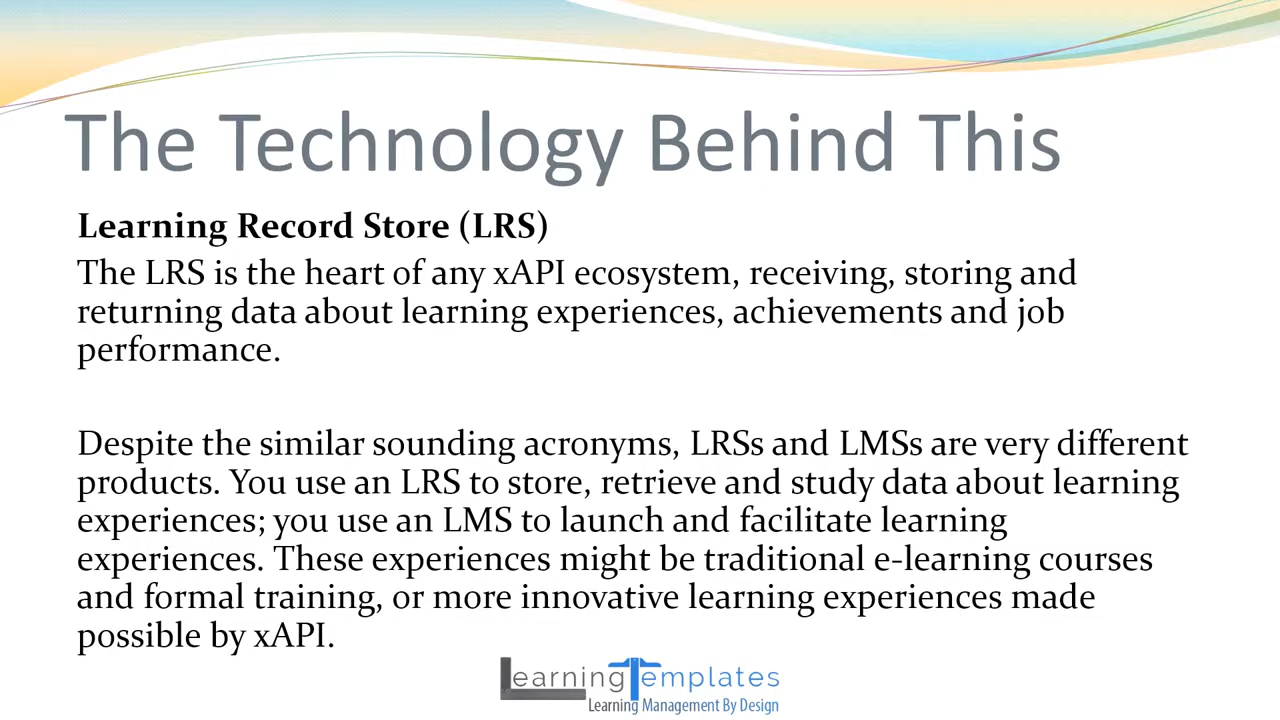 The Technology Behind This
Learning Record Store (LRS)
The LRS is the heart of any xAPI ecosystem, receiving, storing and
returning data about learning experiences, achievements and job
performance.
Despite the similar sounding acronyms, LRSs and LMSs are very different
products. You use an LRS to store, retrieve and study data about learning
experiences; you use an LMS to launch and facilitate learning
experiences. These experiences might be traditional e-learning courses
and formal training, or more innovative learning experiences made
possible by xAPI.
LearningTemplates
Learning Management By Design